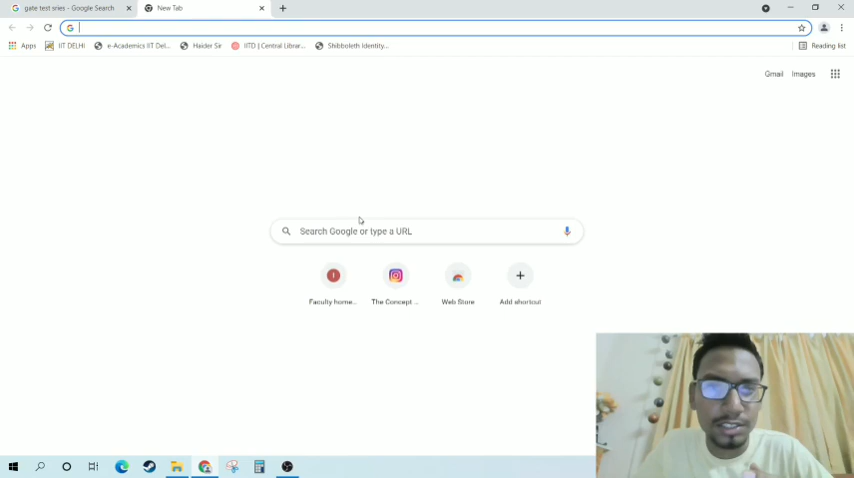 gate test sries - Google Search
New Tab
Apps
IIT DELHI
e-Academics IIT Del...
Haider Sir
IITD | Central Librar...
Shibboleth Identity...
Reading list
Gmail
Images
Search Google or type a URL
Faculty home...
The Concept ...
Web Store
Add shortcut